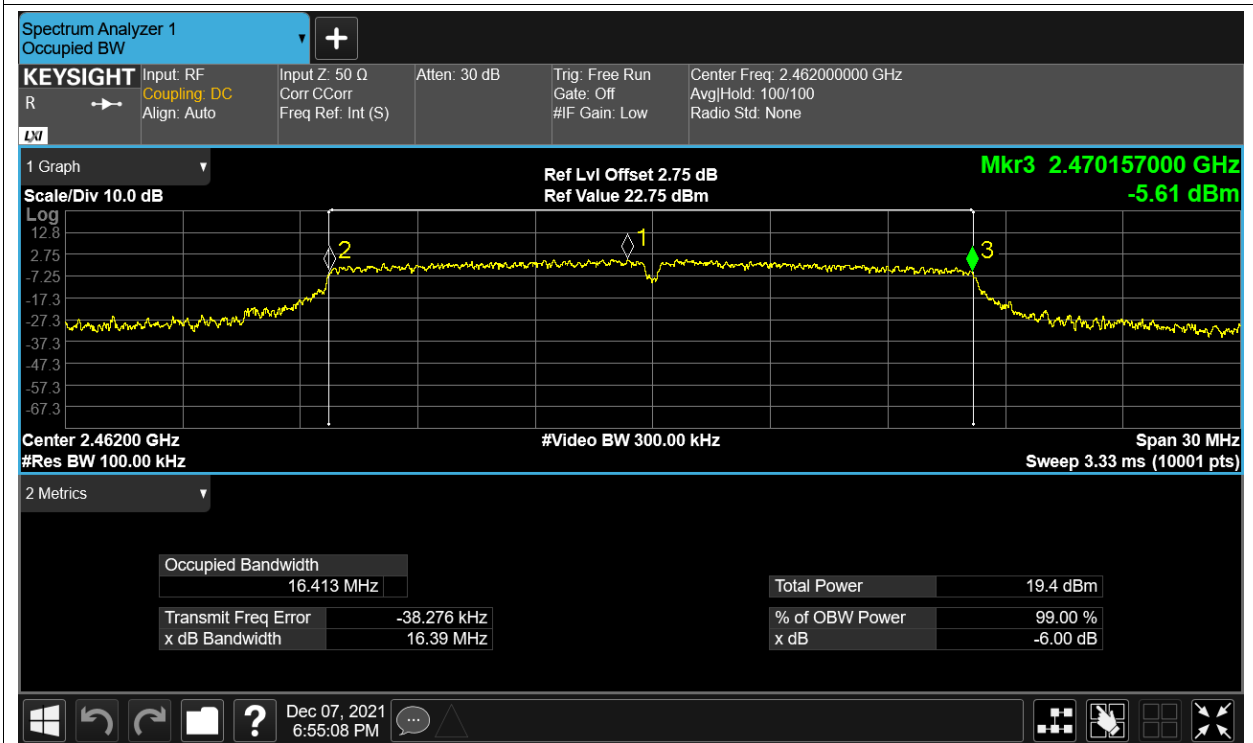 Spectrum Analyzer 1
Occupied BW
KEYSIGHT
R
LXI
Input: RF
Coupling: DC
Align: Auto
Input Z: 50 Ω
Corr CCorr
Freq Ref: Int (S)
Atten: 30 dB
Trig: Free Run
Gate: Off
#IF Gain: Low
Center Freq: 2.462000000 GHz
Avg|Hold: 100/100
Radio Std: None
1 Graph
Scale/Div 10.0 dB
Ref Lvl Offset 2.75 dB
Ref Value 22.75 dBm
Mkr3 2.470157000 GHz
-5.61 dBm
Log
12.8
2.75
-7.25
-17.3
-27.3
-37.3
-47.3
-57.3
-67.3
2
1
3
Center 2.46200 GHz
#Video BW 300.00 kHz
Span 30 MHz
#Res BW 100.00 kHz
Sweep 3.33 ms (10001 pts)
2 Metrics
Occupied Bandwidth
16.413 MHz
Transmit Freq Error -38.276 kHz
x dB Bandwidth 16.39 MHz
Total Power 19.4 dBm
% of OBW Power 99.00 %
x dB -6.00 dB
?
Dec 07, 2021
6:55:08 PM